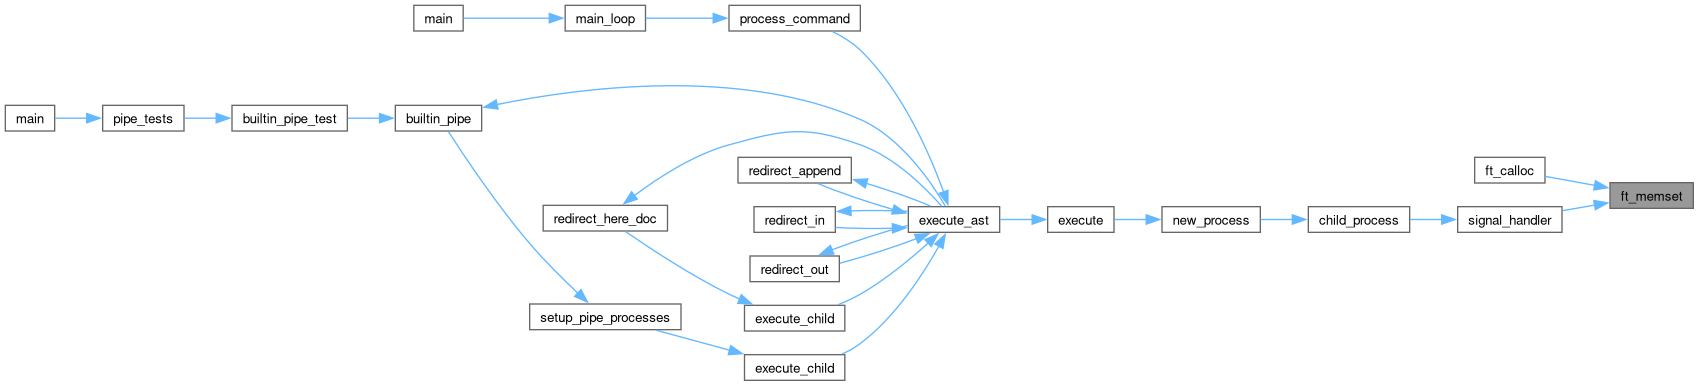 main
main_loop
process_command
main
pipe_tests
builtin_pipe_test
builtin_pipe
redirect_append
ft_calloc
ft_memset
redirect_here_doc
redirect_in
execute_ast
execute
new_process
child_process
signal_handler
redirect_out
setup_pipe_processes
execute_child
execute_child